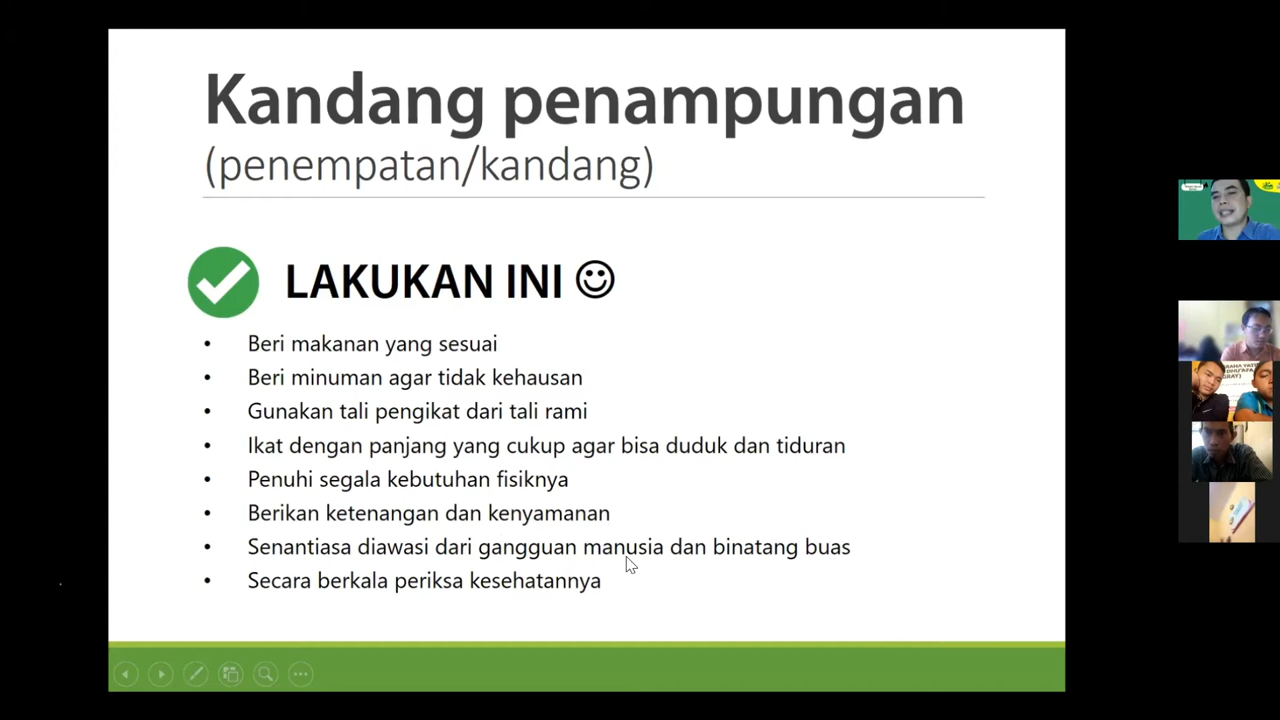 Kandang penampungan
(penempatan/kandang)
LAKUKAN INI ☺
• Beri makanan yang sesuai
• Beri minuman agar tidak kehausan
• Gunakan tali pengikat dari tali rami
• Ikat dengan panjang yang cukup agar bisa duduk dan tiduran
• Penuhi segala kebutuhan fisiknya
• Berikan ketenangan dan kenyamanan
• Senantiasa diawasi dari gangguan manusia dan binatang buas
• Secara berkala periksa kesehatannya